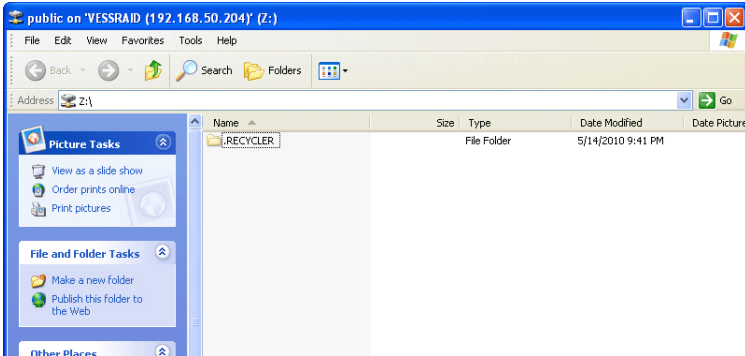 public on 'VESSRAID (192.168.50.204)' (Z:)
File Edit View Favorites Tools Help
Back Search Folders
Address Z:\ Go
Name Size Type Date Modified Date Picture
.RECYCLER File Folder 5/14/2010 9:41 PM
Picture Tasks
View as a slide show
Order prints online
Print pictures
File and Folder Tasks
Make a new folder
Publish this folder to
the Web
Other Places